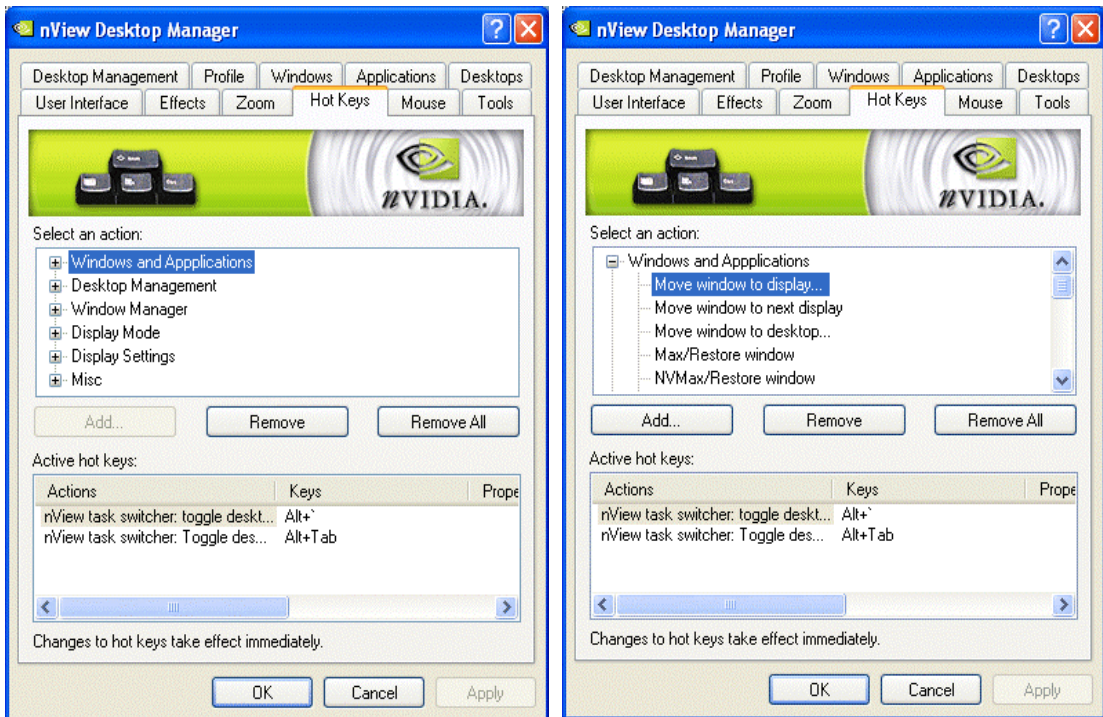 nView Desktop Manager
Desktop Management Profile Windows Applications Desktops
User Interface Effects Zoom Hot Keys Mouse Tools
nVIDIA.
Select an action:
Windows and Appplications
Desktop Management
Window Manager
Display Mode
Display Settings
Misc
Add... Remove Remove All
Active hot keys:
Actions Keys Prope
nView task switcher: toggle deskt... Alt+`
nView task switcher: Toggle des... Alt+Tab
Changes to hot keys take effect immediately.
OK Cancel Apply
nView Desktop Manager
Desktop Management Profile Windows Applications Desktops
User Interface Effects Zoom Hot Keys Mouse Tools
nVIDIA.
Select an action:
Windows and Appplications
Move window to display...
Move window to next display
Move window to desktop...
Max/Restore window
NVMax/Restore window
Add... Remove Remove All
Active hot keys:
Actions Keys Prope
nView task switcher: toggle deskt... Alt+`
nView task switcher: Toggle des... Alt+Tab
Changes to hot keys take effect immediately.
OK Cancel Apply